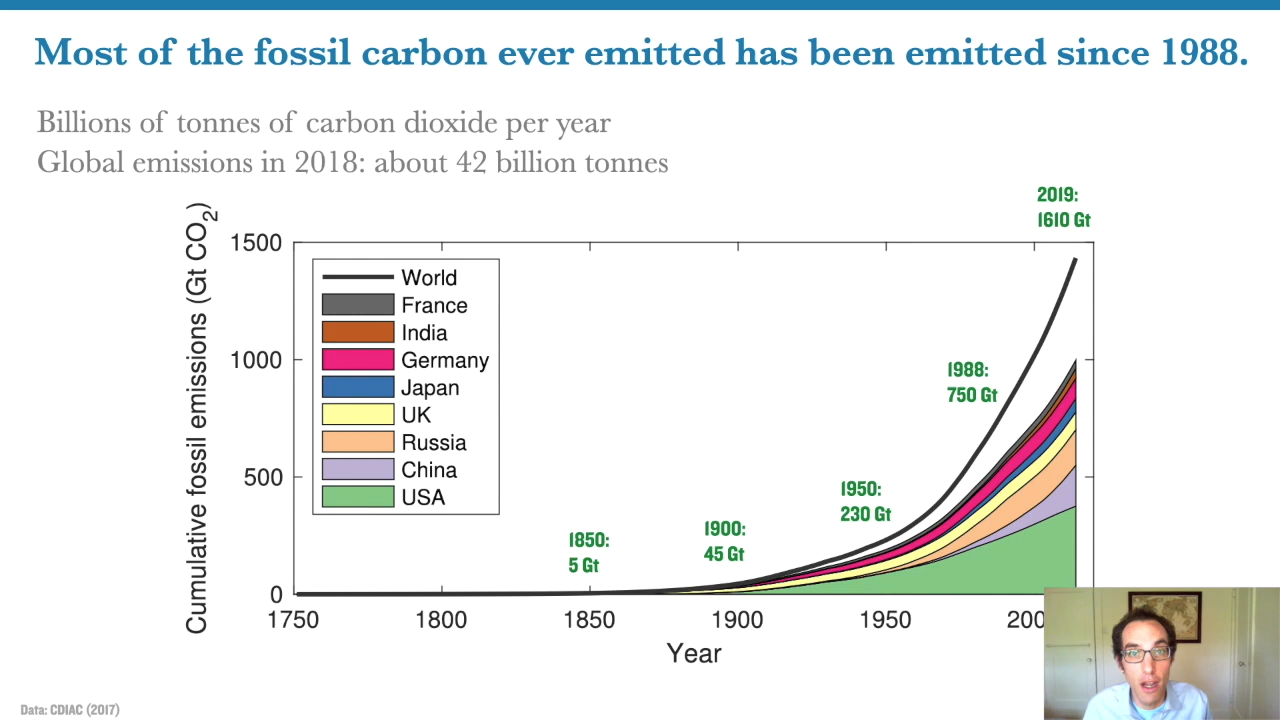 Most of the fossil carbon ever emitted has been emitted since 1988.
Billions of tonnes of carbon dioxide per year
Global emissions in 2018: about 42 billion tonnes
2019:
1610 Gt
Cumulative fossil emissions (Gt CO2)
1500
1000
500
0
World
France
India
Germany
Japan
UK
Russia
China
USA
1988:
750 Gt
1950:
230 Gt
1900:
45 Gt
1850:
5 Gt
1750 1800 1850 1900 1950 200
Year
Data: CDIAC (2017)